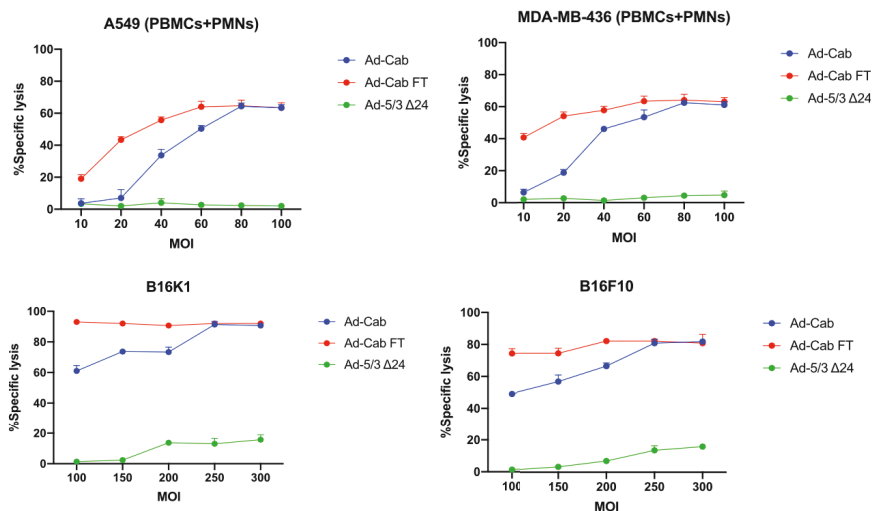 A549 (PBMCs+PMNs)
%Specific lysis
100
80
60
40
20
0
10 20 40 60 80 100
MOI
Ad-Cab
Ad-Cab FT
Ad-5/3 Δ24
MDA-MB-436 (PBMCs+PMNs)
%Specific lysis
100
80
60
40
20
0
10 20 40 60 80 100
MOI
Ad-Cab
Ad-Cab FT
Ad-5/3 Δ24
B16K1
%Specific lysis
100
80
60
40
20
0
100 150 200 250 300
MOI
Ad-Cab
Ad-Cab FT
Ad-5/3 Δ24
B16F10
%Specific lysis
100
80
60
40
20
0
100 150 200 250 300
MOI
Ad-Cab
Ad-Cab FT
Ad-5/3 Δ24